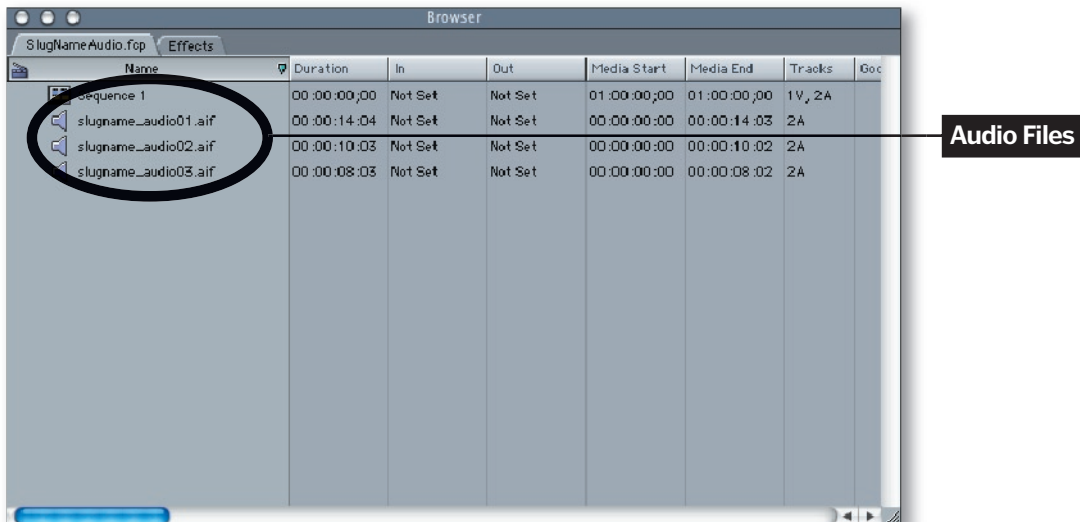 Browser
SlugNameAudio.fcp Effects
Name Duration In Out Media Start Media End Tracks Goo
Sequence 1 00:00:00;00 Not Set Not Set 01:00:00;00 01:00:00;00 1V, 2A
slugname_audio01.aif 00:00:14:04 Not Set Not Set 00:00:00:00 00:00:14:03 2A
slugname_audio02.aif 00:00:10:03 Not Set Not Set 00:00:00:00 00:00:10:02 2A
slugname_audio03.aif 00:00:08:03 Not Set Not Set 00:00:00:00 00:00:08:02 2A
Audio Files